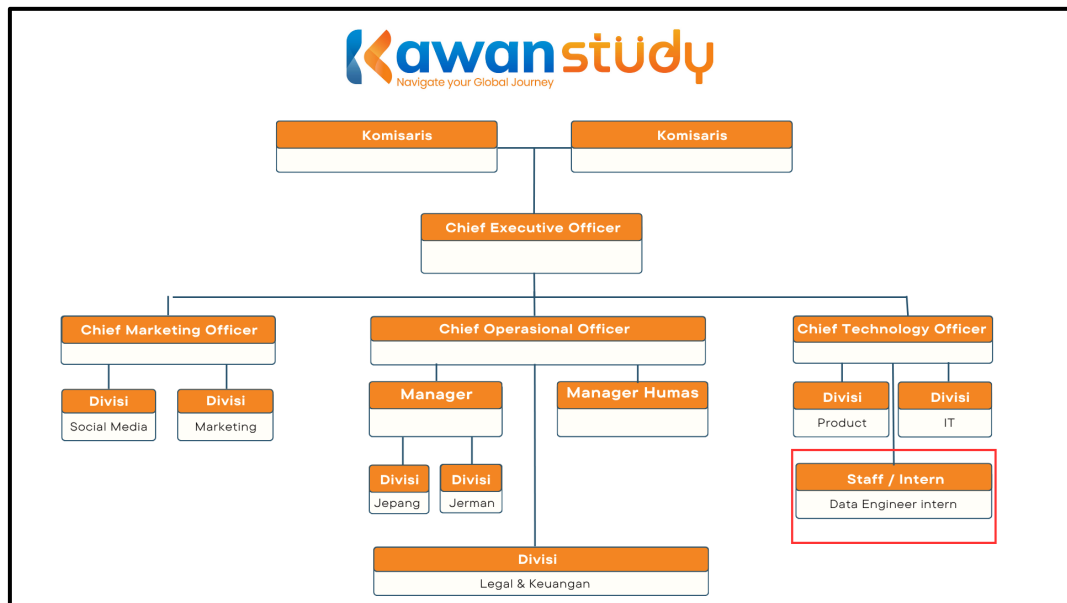 Kawanstudy
Navigate your Global Journey
Komisaris
Komisaris
Chief Executive Officer
Chief Marketing Officer
Chief Operasional Officer
Chief Technology Officer
Divisi
Social Media
Divisi
Marketing
Manager
Manager Humas
Divisi
Product
Divisi
IT
Divisi
Jepang
Divisi
Jerman
Staff / Intern
Data Engineer intern
Divisi
Legal & Keuangan